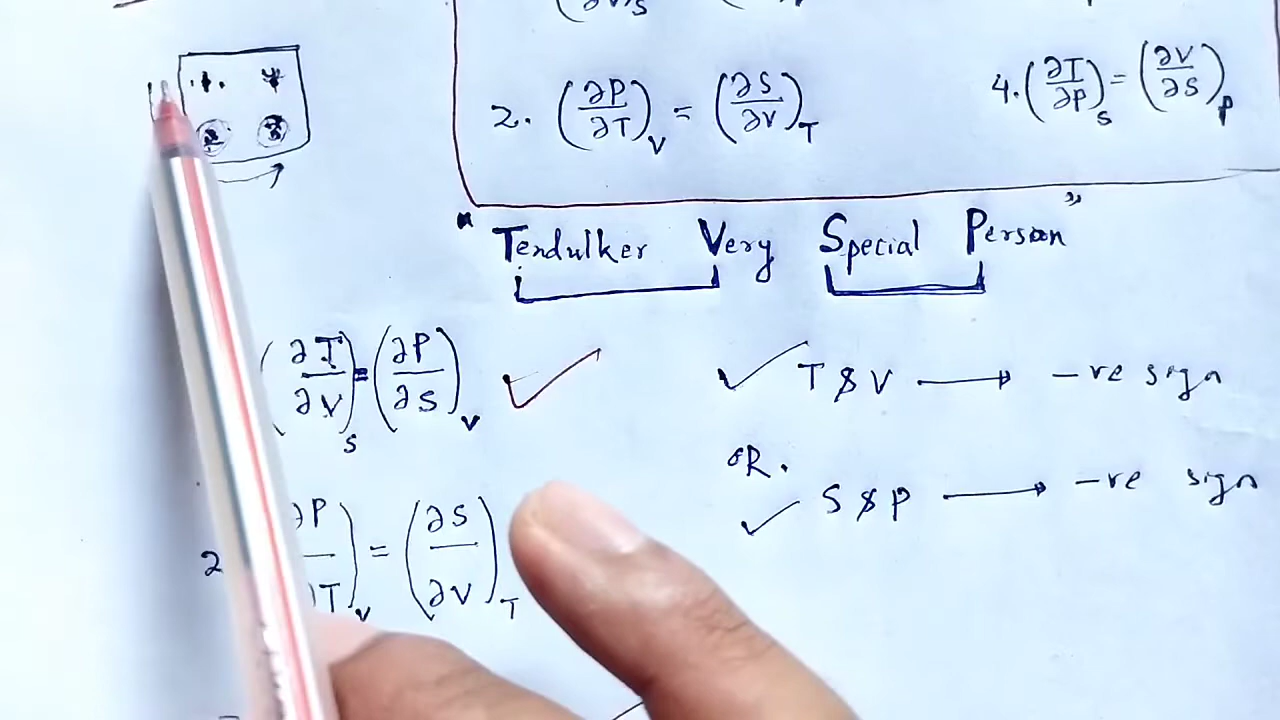 2. (∂P/∂T)_V = (∂S/∂V)_T
4. (∂T/∂P)_S = (∂V/∂S)_P
"Tendulker Very Special Person"
(∂T/∂V)_S = (∂P/∂S)_V ✓
✓ T & V ⟶ -ve sign
OR.
✓ S & P ⟶ -ve sign
2 ∂P/∂T)_V = (∂S/∂V)_T